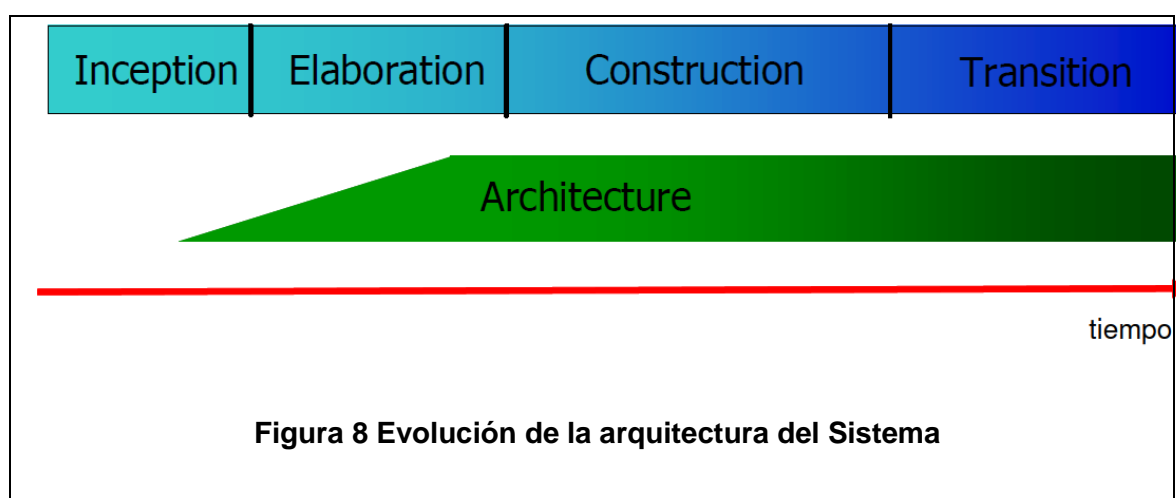 Inception Elaboration Construction Transition
Architecture
tiempo
Figura 8 Evolución de la arquitectura del Sistema